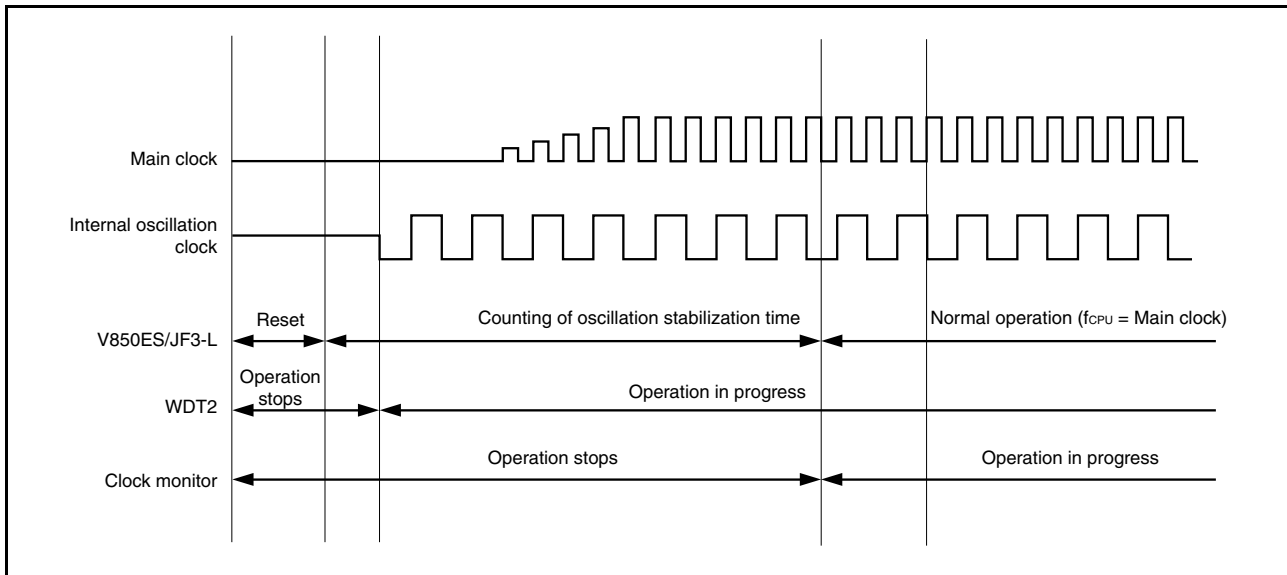 Main clock
Internal oscillation
clock
Reset
Counting of oscillation stabilization time
Normal operation (fCPU = Main clock)
V850ES/JF3-L
Operation
stops
Operation in progress
WDT2
Operation stops
Operation in progress
Clock monitor